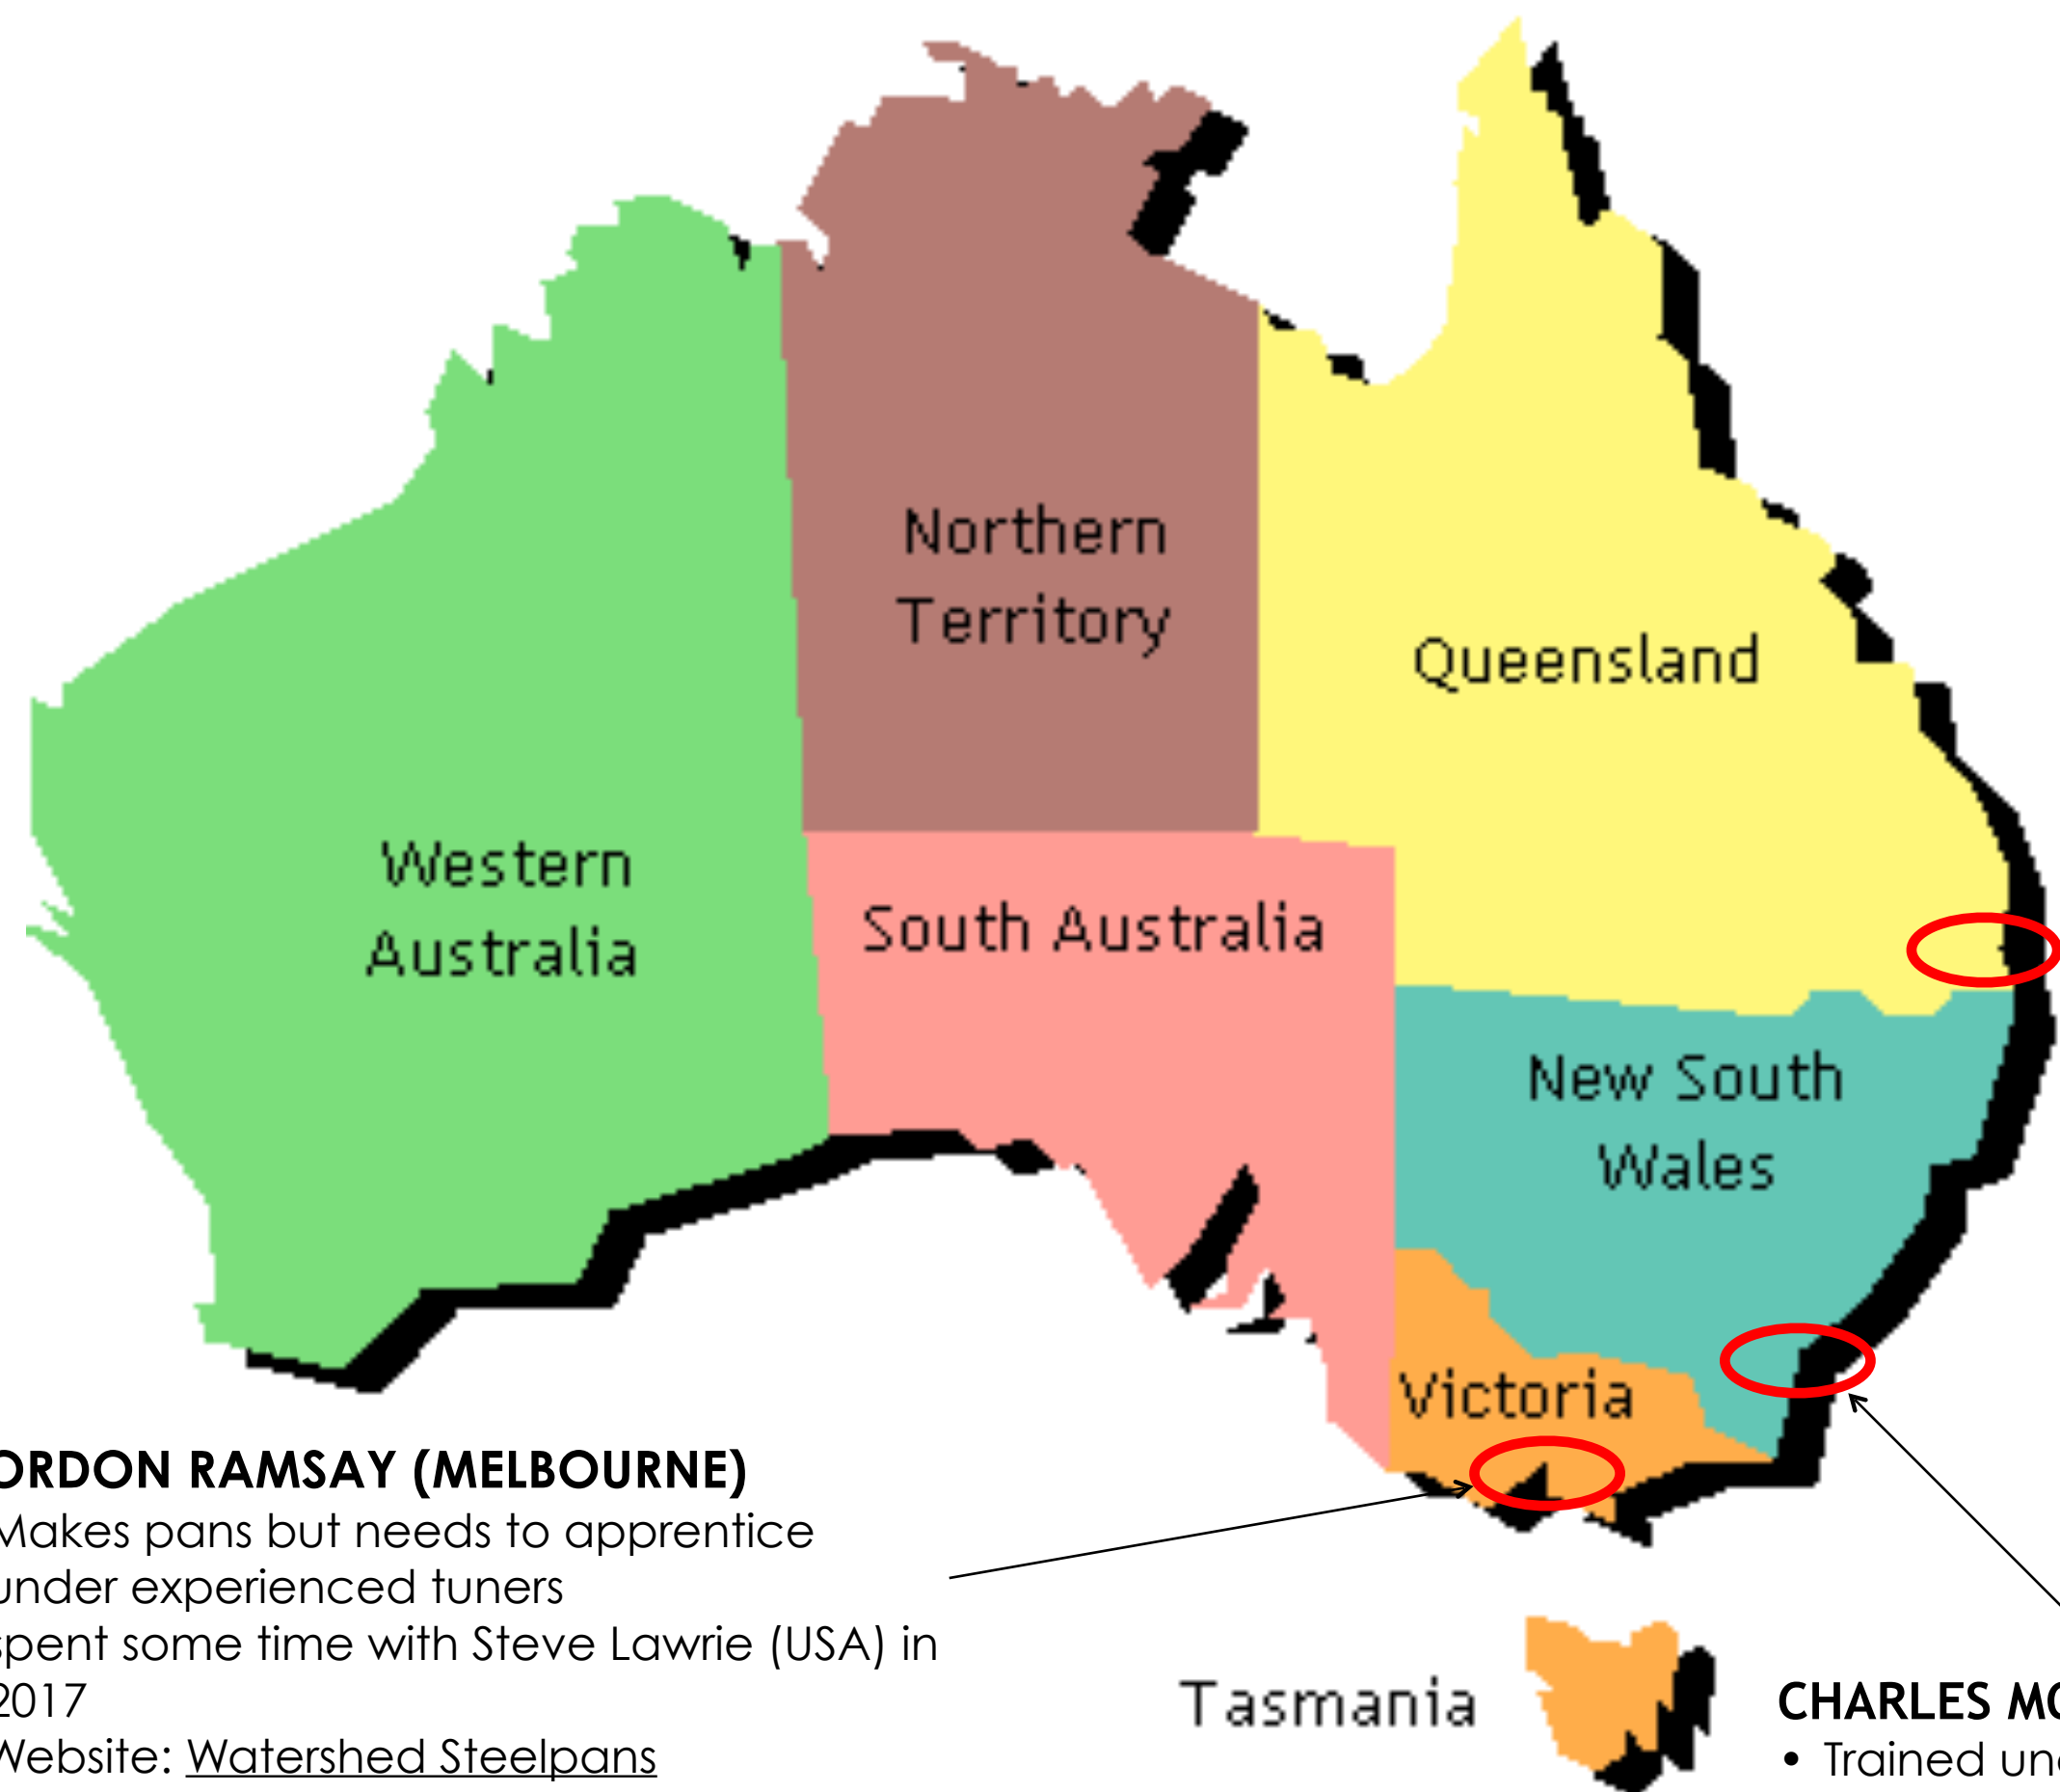 Northern
Territory
Queensland
Western
Australia
South Australia
New South
Wales
Victoria
ORDON RAMSAY (MELBOURNE)
Makes pans but needs to apprentice
under experienced tuners
spent some time with Steve Lawrie (USA) in
2017
Website: Watershed Steelpans
Tasmania
CHARLES
• Trained